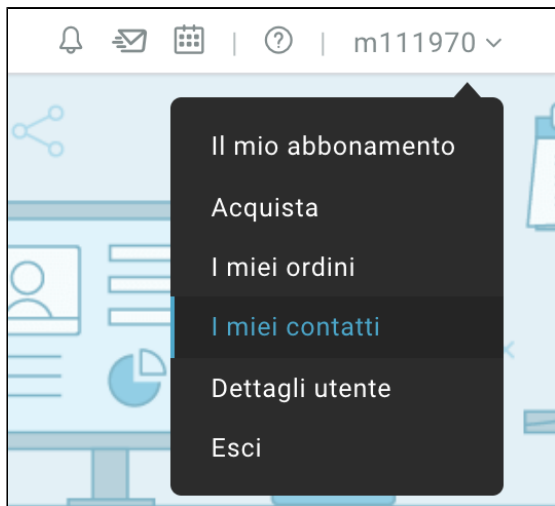 m111970
Il mio abbonamento
Acquista
I miei ordini
I miei contatti
Dettagli utente
Esci